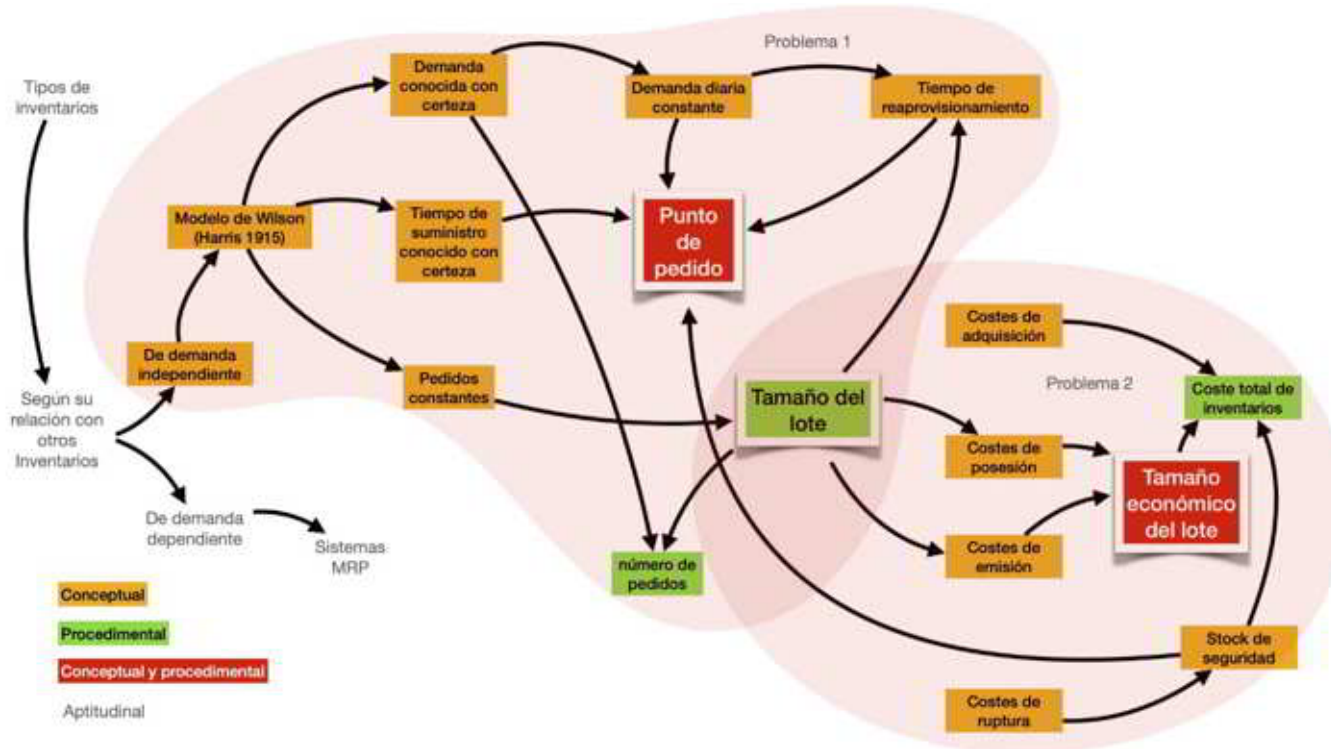 Problema 1
Tipos de
inventarios
Demanda
conocida con
certeza
Demanda diaria
constante
Tiempo de
reaprovisionamiento
Modelo de Wilson
(Harris 1915)
Tiempo de
suministro
conocido con
certeza
Punto
de
pedido
De demanda
independiente
Pedidos
constantes
Tamaño del
lote
Costes de
adquisición
Problema 2
Coste total de
inventarios
Según su
relación con
otros
Inventarios
Costes de
posesión
Tamaño
económico
del lote
De demanda
dependiente
Sistemas
MRP
número de
pedidos
Costes de
emisión
Stock de
seguridad
Costes de
ruptura
Conceptual
Procedimental
Conceptual y procedimental
Aptitudinal